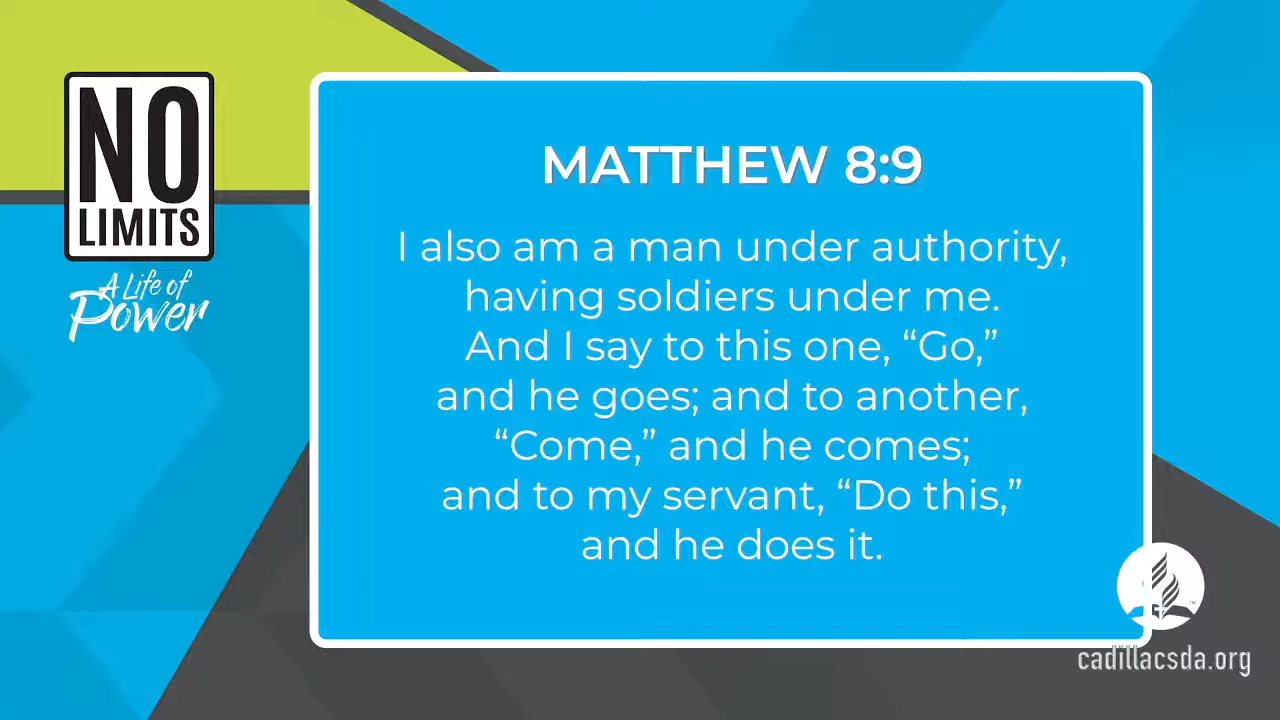 NO
LIMITS
A Life of
Power
MATTHEW 8:9
I also am a man under authority,
having soldiers under me.
And I say to this one, “Go,”
and he goes; and to another,
“Come,” and he comes;
and to my servant, “Do this,”
and he does it.
™
cadillacsda.org